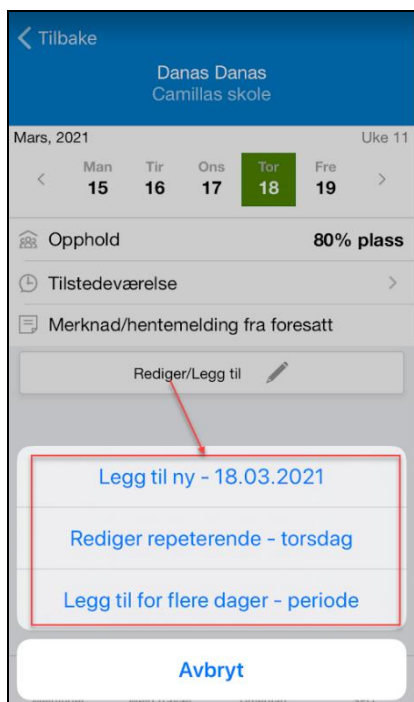 Tilbake
Danas Danas
Camillas skole
Mars, 2021 Uke 11
Man Tir Ons Tor Fre
15 16 17 18 19
Opphold 80% plass
Tilstedeværelse
Merknad/hentemelding fra foresatt
Rediger/Legg til
Legg til ny - 18.03.2021
Rediger repeterende - torsdag
Legg til for flere dager - periode
Avbryt